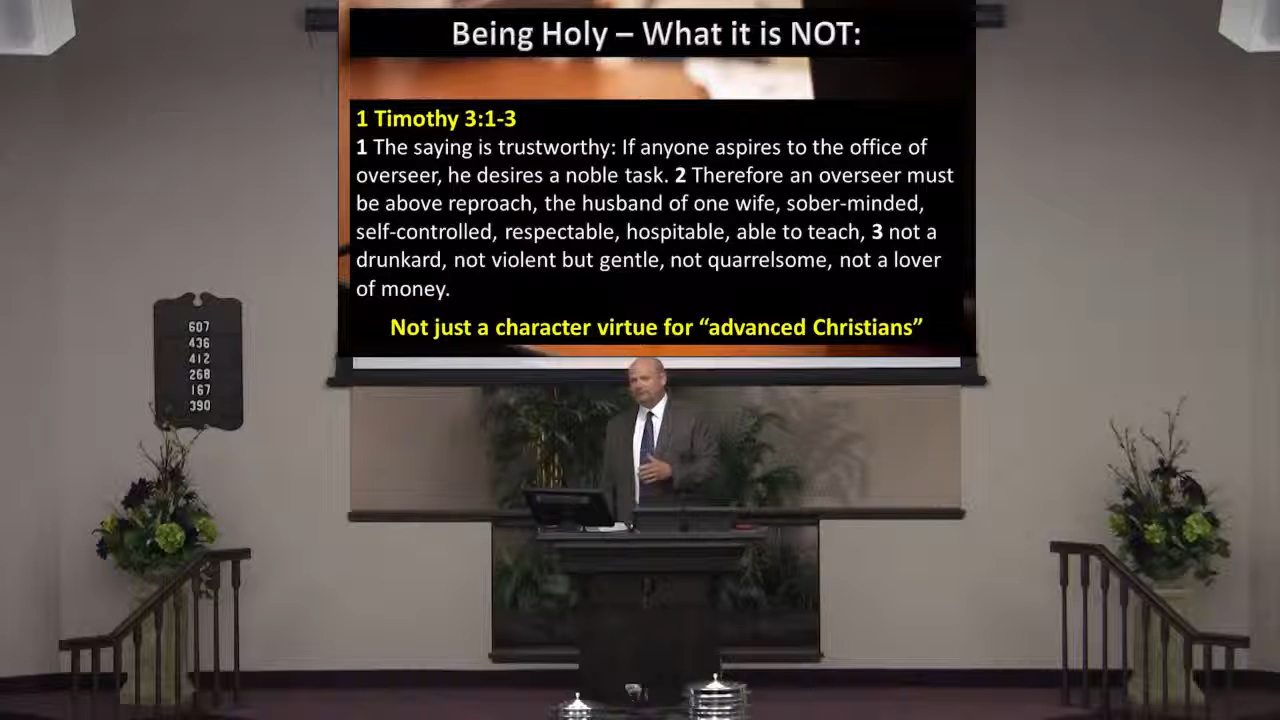 Being Holy – What it is NOT:
1 Timothy 3:1-3
1 The saying is trustworthy: If anyone aspires to the office of
overseer, he desires a noble task. 2 Therefore an overseer must
be above reproach, the husband of one wife, sober-minded,
self-controlled, respectable, hospitable, able to teach, 3 not a
drunkard, not violent but gentle, not quarrelsome, not a lover
of money.
Not just a character virtue for “advanced Christians”
607
436
412
268
167
390